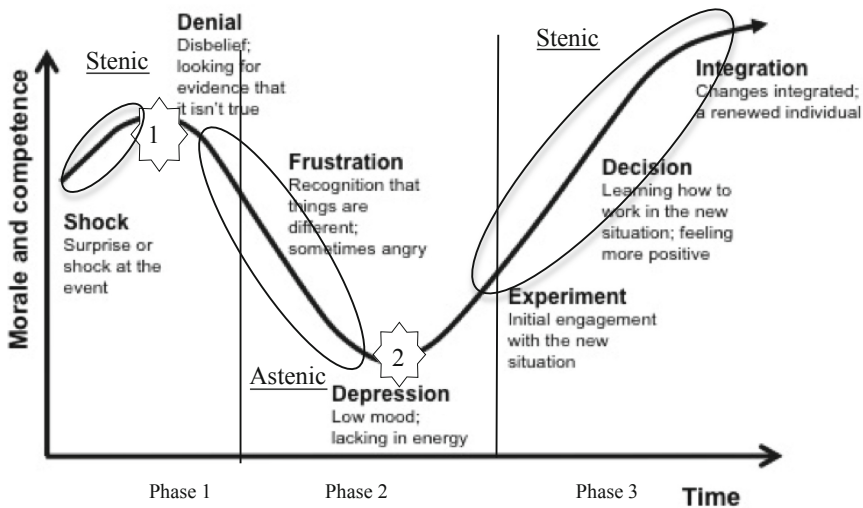 Denial
Disbelief;
looking for
evidence that
it isn't true
Stenic
1
Stenic
Integration
Changes integrated;
a renewed individual
Frustration
Recognition that
things are
different;
sometimes angry
Decision
Learning how to
work in the new
situation; feeling
more positive
Shock
Surprise or
shock at the
event
Morale and competence
Experiment
Initial engagement
with the new
situation
2
Astenic
Depression
Low mood;
lacking in energy
Phase 1
Phase 2
Phase 3
Time